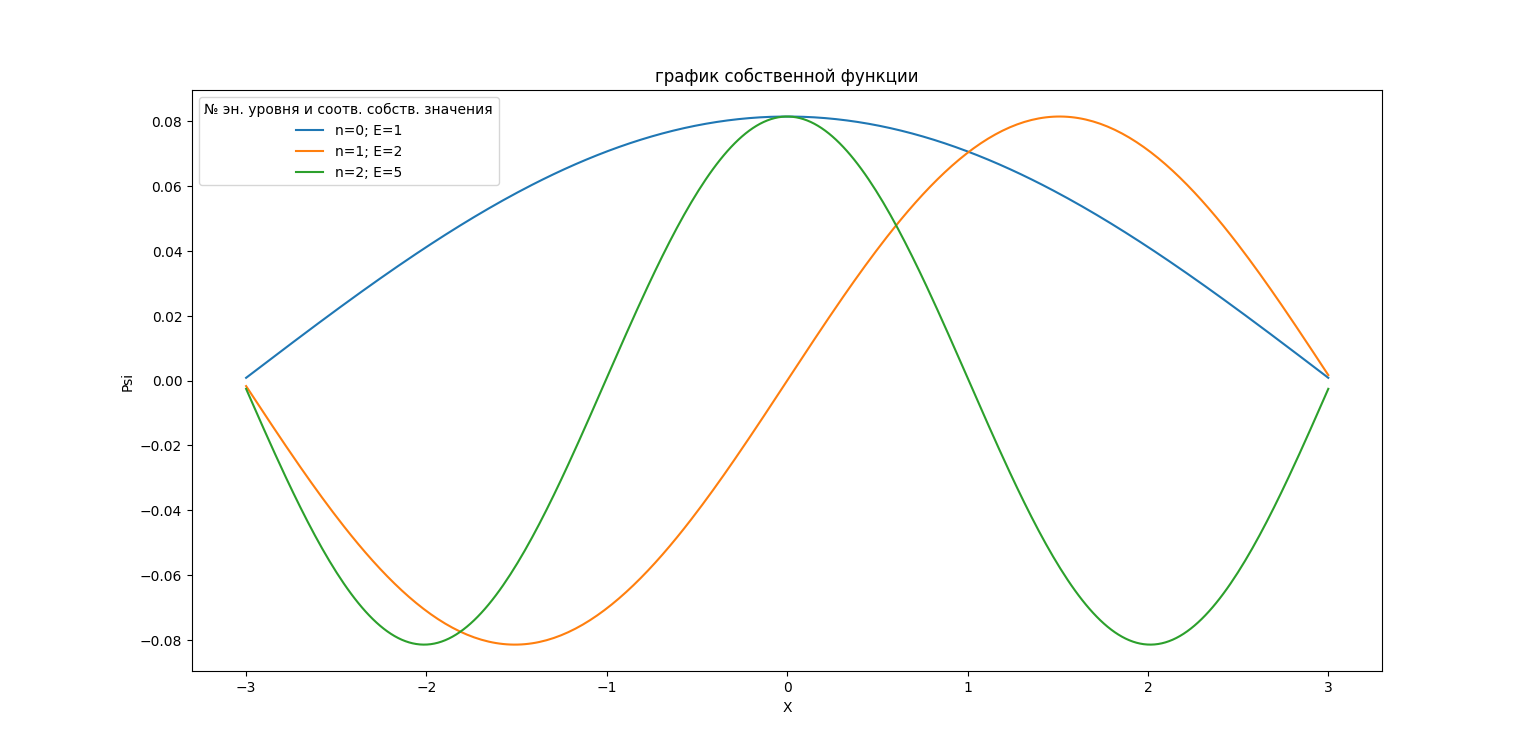 график собственной функции
№ эн. уровня и соотв. собств. значения
n=0; E=1
n=1; E=2
n=2; E=5
0.08
0.06
0.04
0.02
0.00
−0.02
−0.04
−0.06
−0.08
Psi
−3 −2 −1 0 1 2 3
X